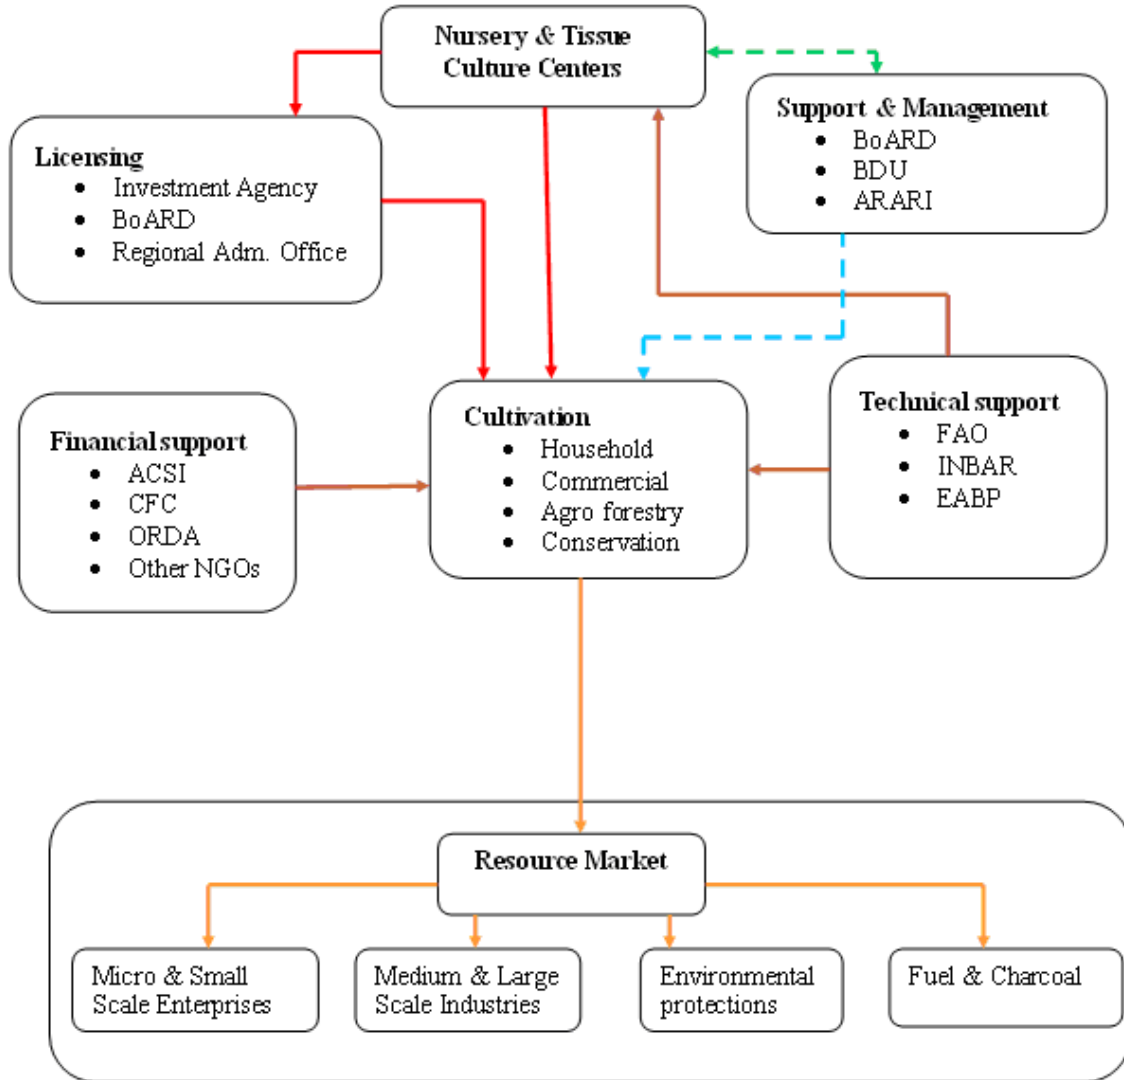 Nursery & Tissue
Culture Centers
Support & Management
• BoARD
• BDU
• ARARI
Licensing
• Investment Agency
• BoARD
• Regional Adm. Office
Financial support
• ACSI
• CFC
• ORDA
• Other NGOs
Cultivation
• Household
• Commercial
• Agro forestry
• Conservation
Technical support
• FAO
• INBAR
• EABP
Resource Market
Micro & Small
Scale Enterprises
Medium & Large
Scale Industries
Environmental
protections
Fuel & Charcoal